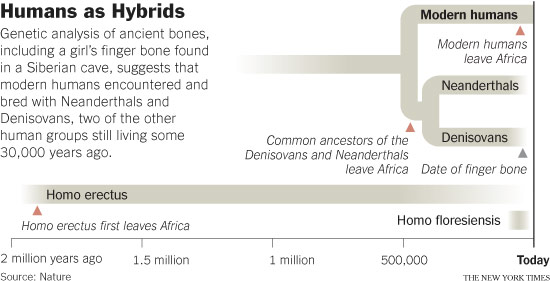 Humans as Hybrids
Genetic analysis of ancient bones,
including a girl's finger bone found
in a Siberian cave, suggests that
modern humans encountered and
bred with Neanderthals and
Denisovans, two of the other
human groups still living some
30,000 years ago.
Modern humans
Modern humans
leave Africa
Neanderthals
Denisovans
Common ancestors of the
Denisovans and Neanderthals
leave Africa
Date of finger bone
Homo erectus
Homo erectus first leaves Africa
Homo floresiensis
2 million years ago
1.5 million
1 million
500,000
Today
Source: Nature
THE NEW YORK TIMES